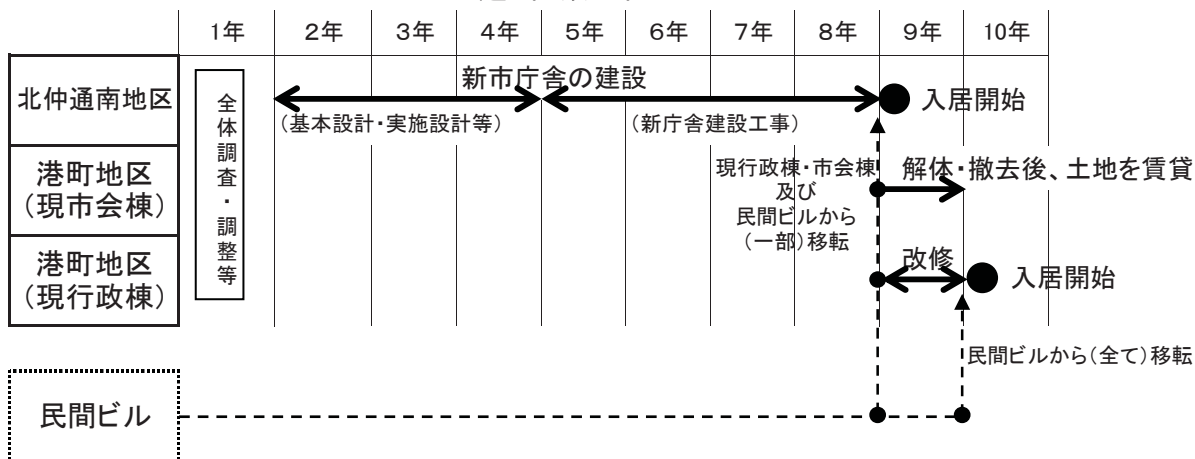 1年 2年 3年 4年 5年 6年 7年 8年 9年 10年
北仲通南地区
全体調査・調整等
新市庁舎の建設
(基本設計・実施設計等)
(新庁舎建設工事)
入居開始
港町地区
(現市会棟)
現行政棟・市会棟
及び
民間ビルから
(一部)移転
解体・撤去後、土地を賃貸
港町地区
(現行政棟)
改修
入居開始
民間ビルから(全て)移転
民間ビル